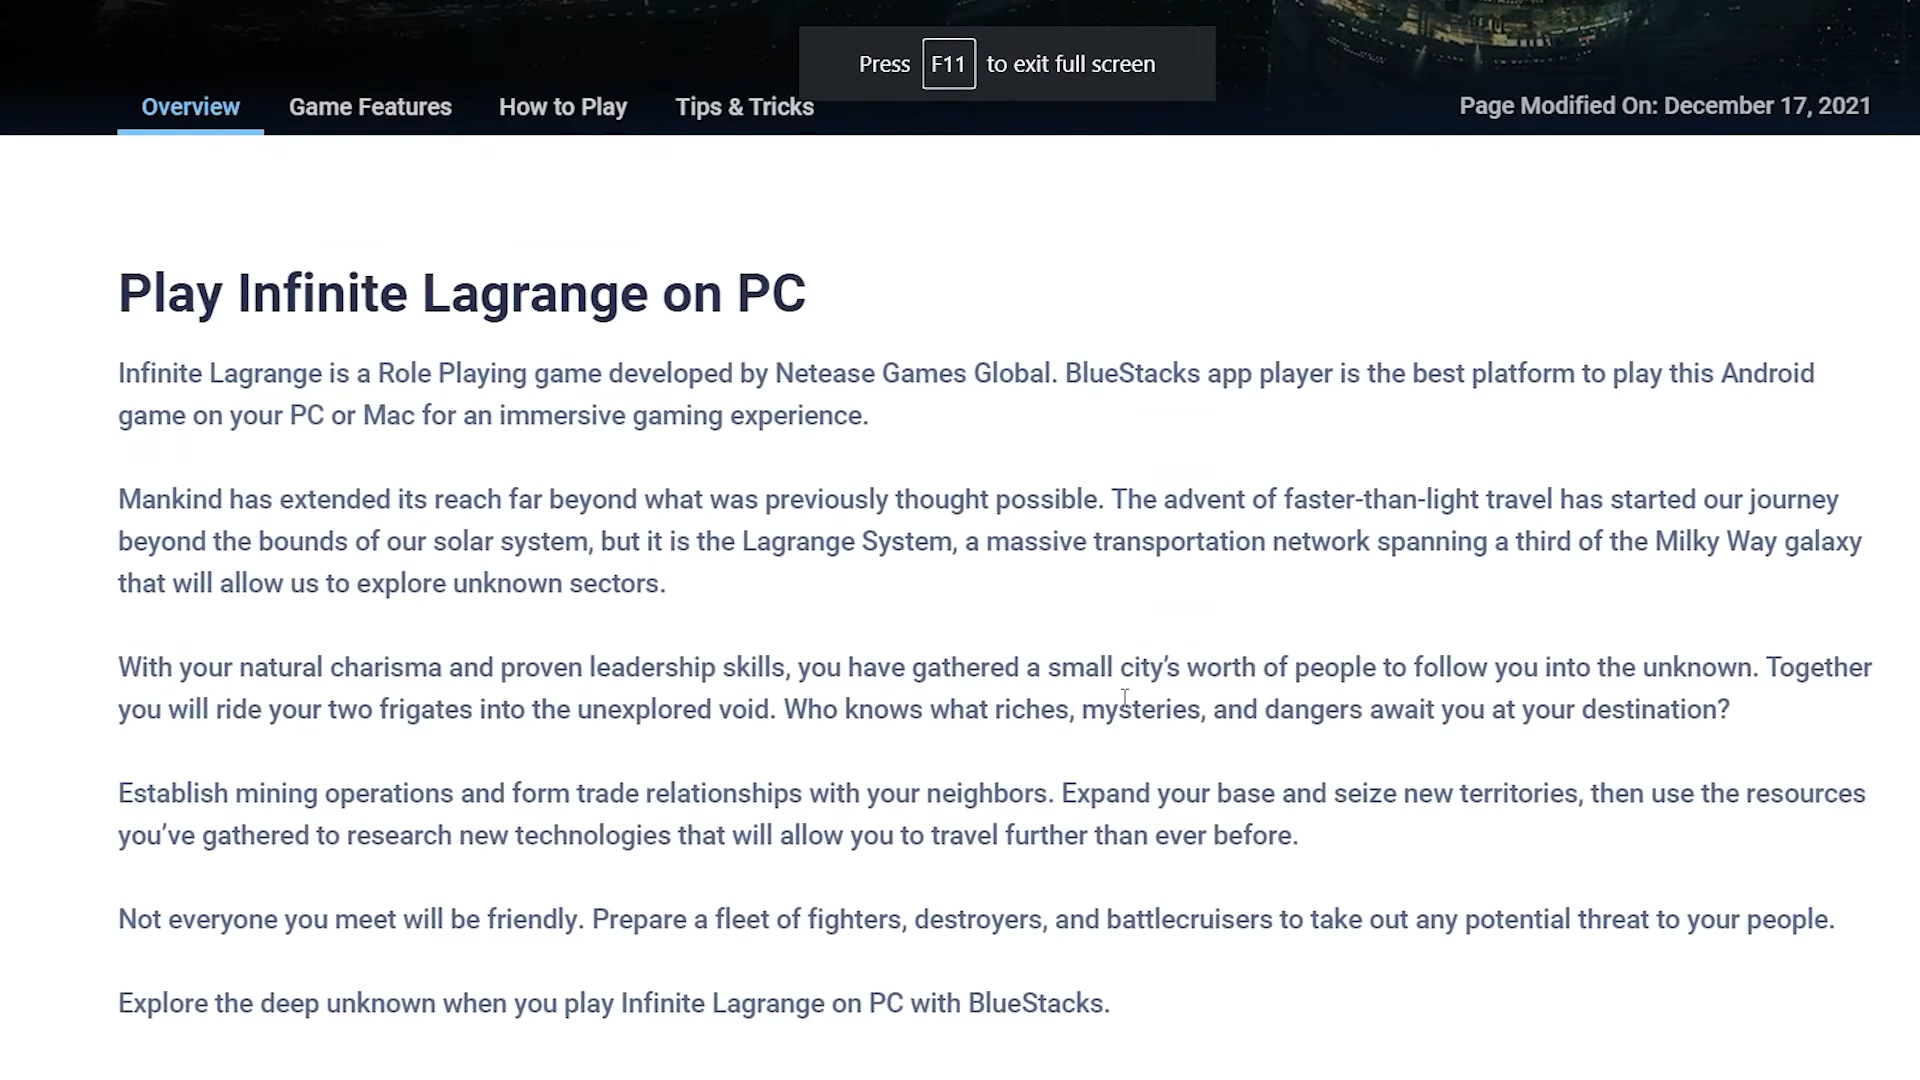 Press F11 to exit full screen
Overview Game Features How to Play Tips & Tricks Page Modified On: December 17, 2021
Play Infinite Lagrange on PC
Infinite Lagrange is a Role Playing game developed by Netease Games Global. BlueStacks app player is the best platform to play this Android
game on your PC or Mac for an immersive gaming experience.
Mankind has extended its reach far beyond what was previously thought possible. The advent of faster-than-light travel has started our journey
beyond the bounds of our solar system, but it is the Lagrange System, a massive transportation network spanning a third of the Milky Way galaxy
that will allow us to explore unknown sectors.
With your natural charisma and proven leadership skills, you have gathered a small city’s worth of people to follow you into the unknown. Together
you will ride your two frigates into the unexplored void. Who knows what riches, mysteries, and dangers await you at your destination?
Establish mining operations and form trade relationships with your neighbors. Expand your base and seize new territories, then use the resources
you’ve gathered to research new technologies that will allow you to travel further than ever before.
Not everyone you meet will be friendly. Prepare a fleet of fighters, destroyers, and battlecruisers to take out any potential threat to your people.
Explore the deep unknown when you play Infinite Lagrange on PC with BlueStacks.